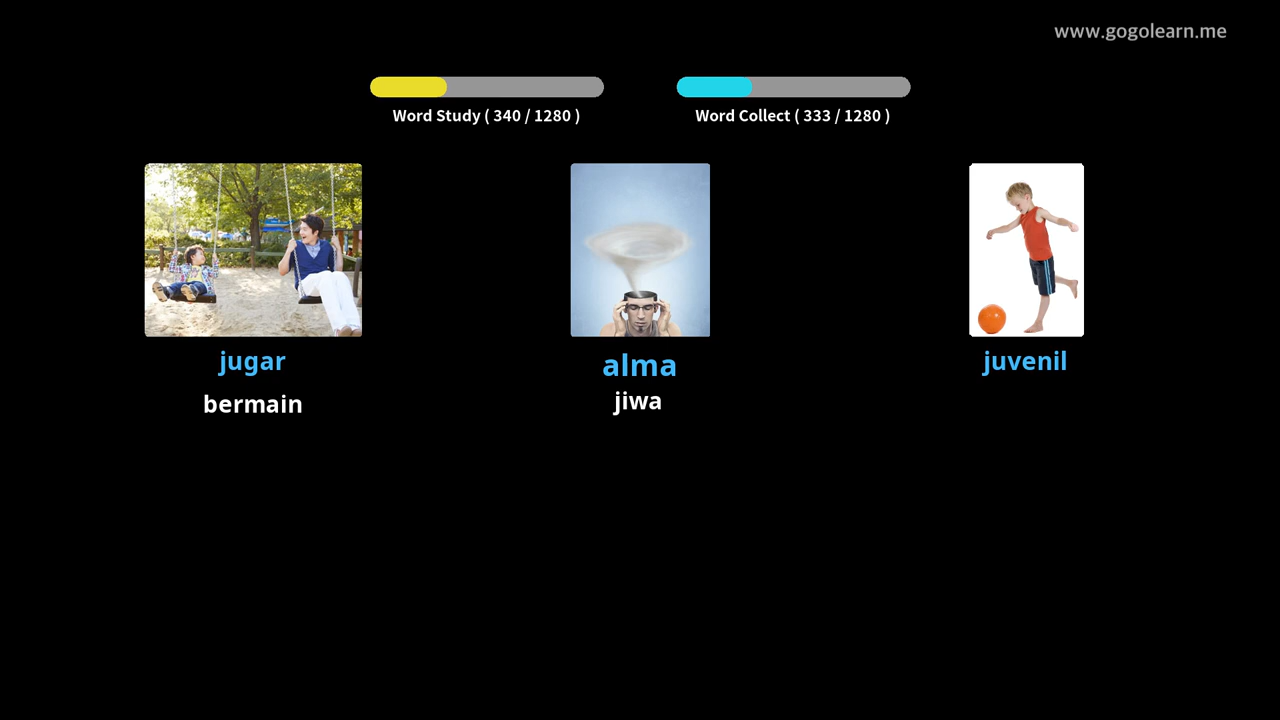 www.gogolearn.me
Word Study ( 340 / 1280 )
Word Collect ( 333 / 1280 )
jugar
alma
juvenil
bermain
jiwa